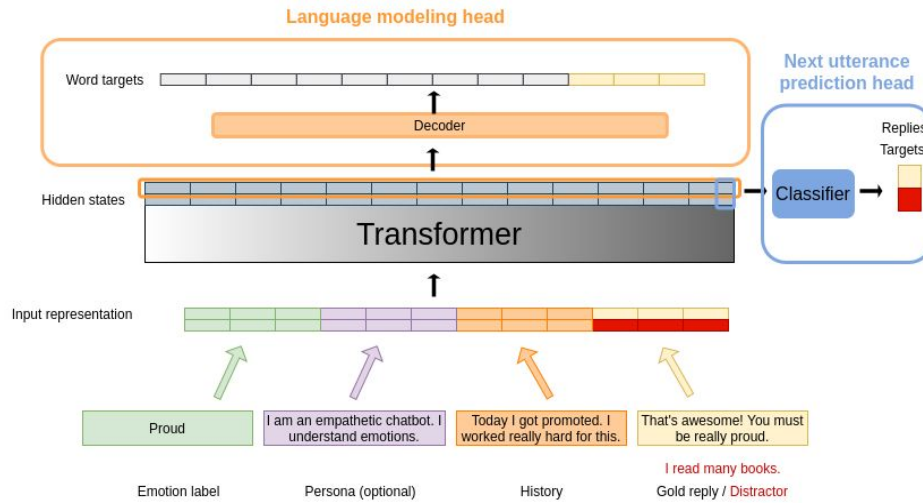 Language modeling head
Next utterance
prediction head
Word targets
Decoder
Replies
Targets
Hidden states
Classifier
Transformer
Input representation
Proud
I am an empathetic chatbot. I
understand emotions.
Today I got promoted. I
worked really hard for this.
That's awesome! You must
be really proud.
I read many books.
Emotion label
Persona (optional)
History
Gold reply / Distractor